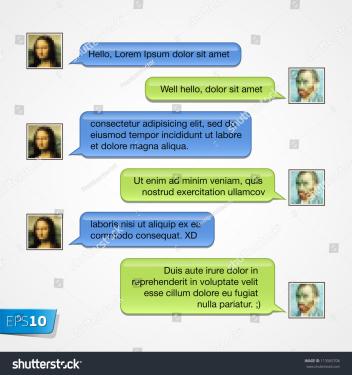 Hello, Lorem Ipsum dolor sit amet
Well hello, dolor sit amet
consectetur adipisicing elit, sed do
eiusmod tempor incididunt ut labore
et dolore magna aliqua.
Ut enim ad minim veniam, quis
nostrud exercitation ullamcov
laboris nisi ut aliquip ex ea
commodo consequat. XD
Duis aute irure dolor in
reprehenderit in voluptate velit
esse cillum dolore eu fugiat
nulla pariatur. ;)
EPS10
shutterstock